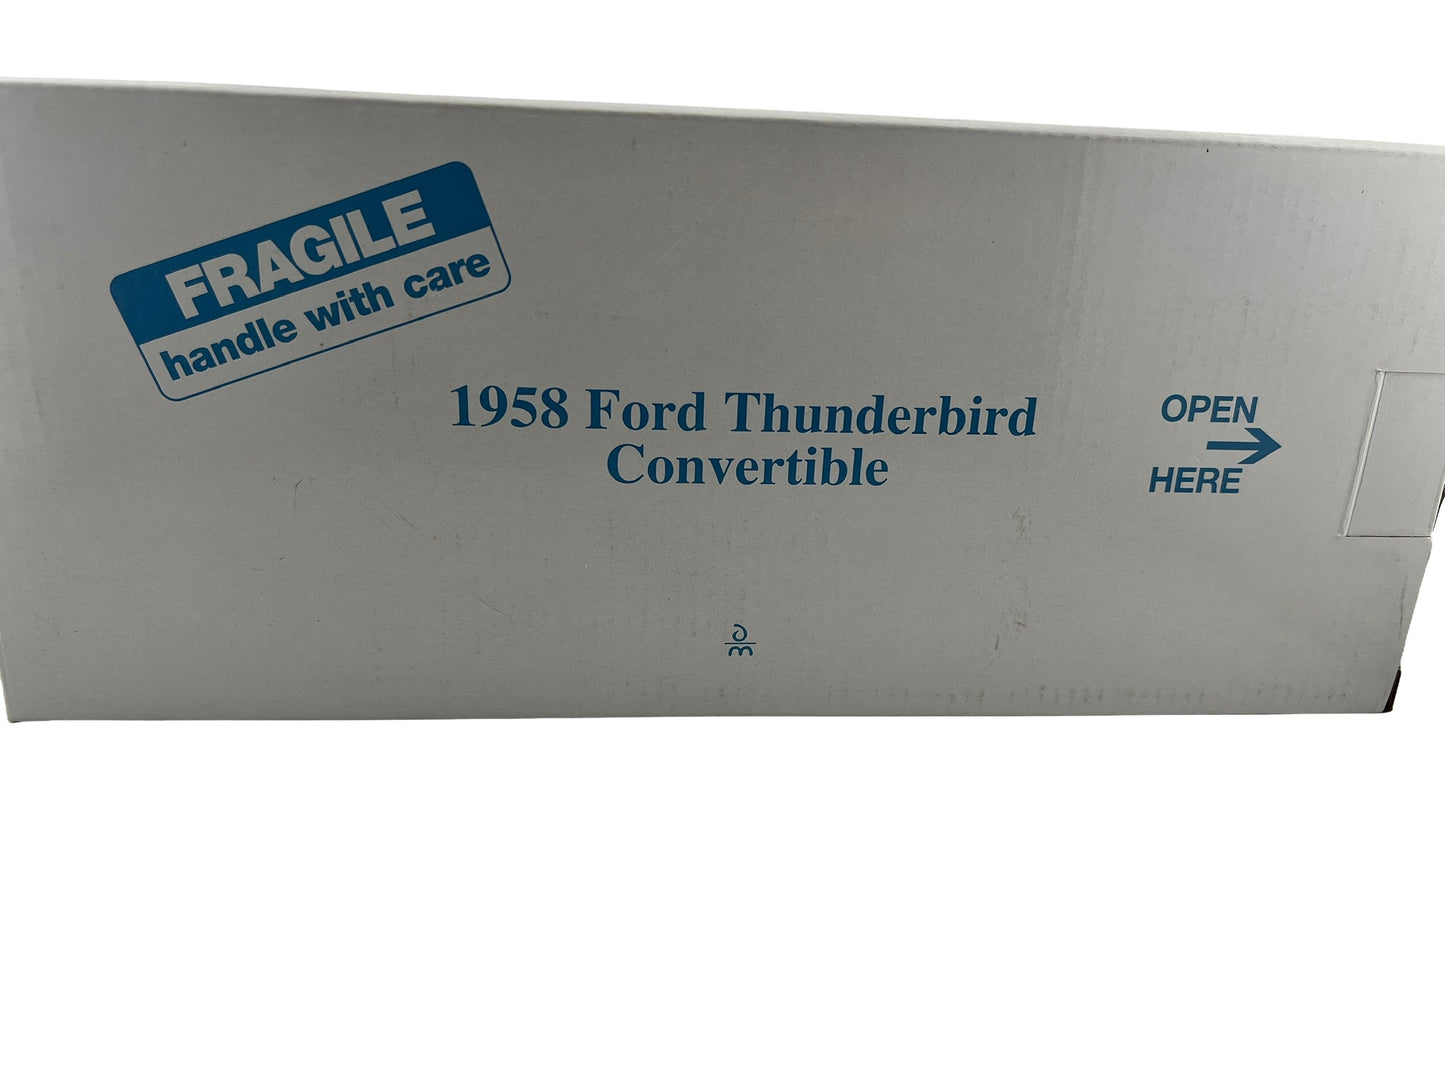 FRAGILE
handle with care
1958 Ford Thunderbird
Convertible
OPEN
HERE